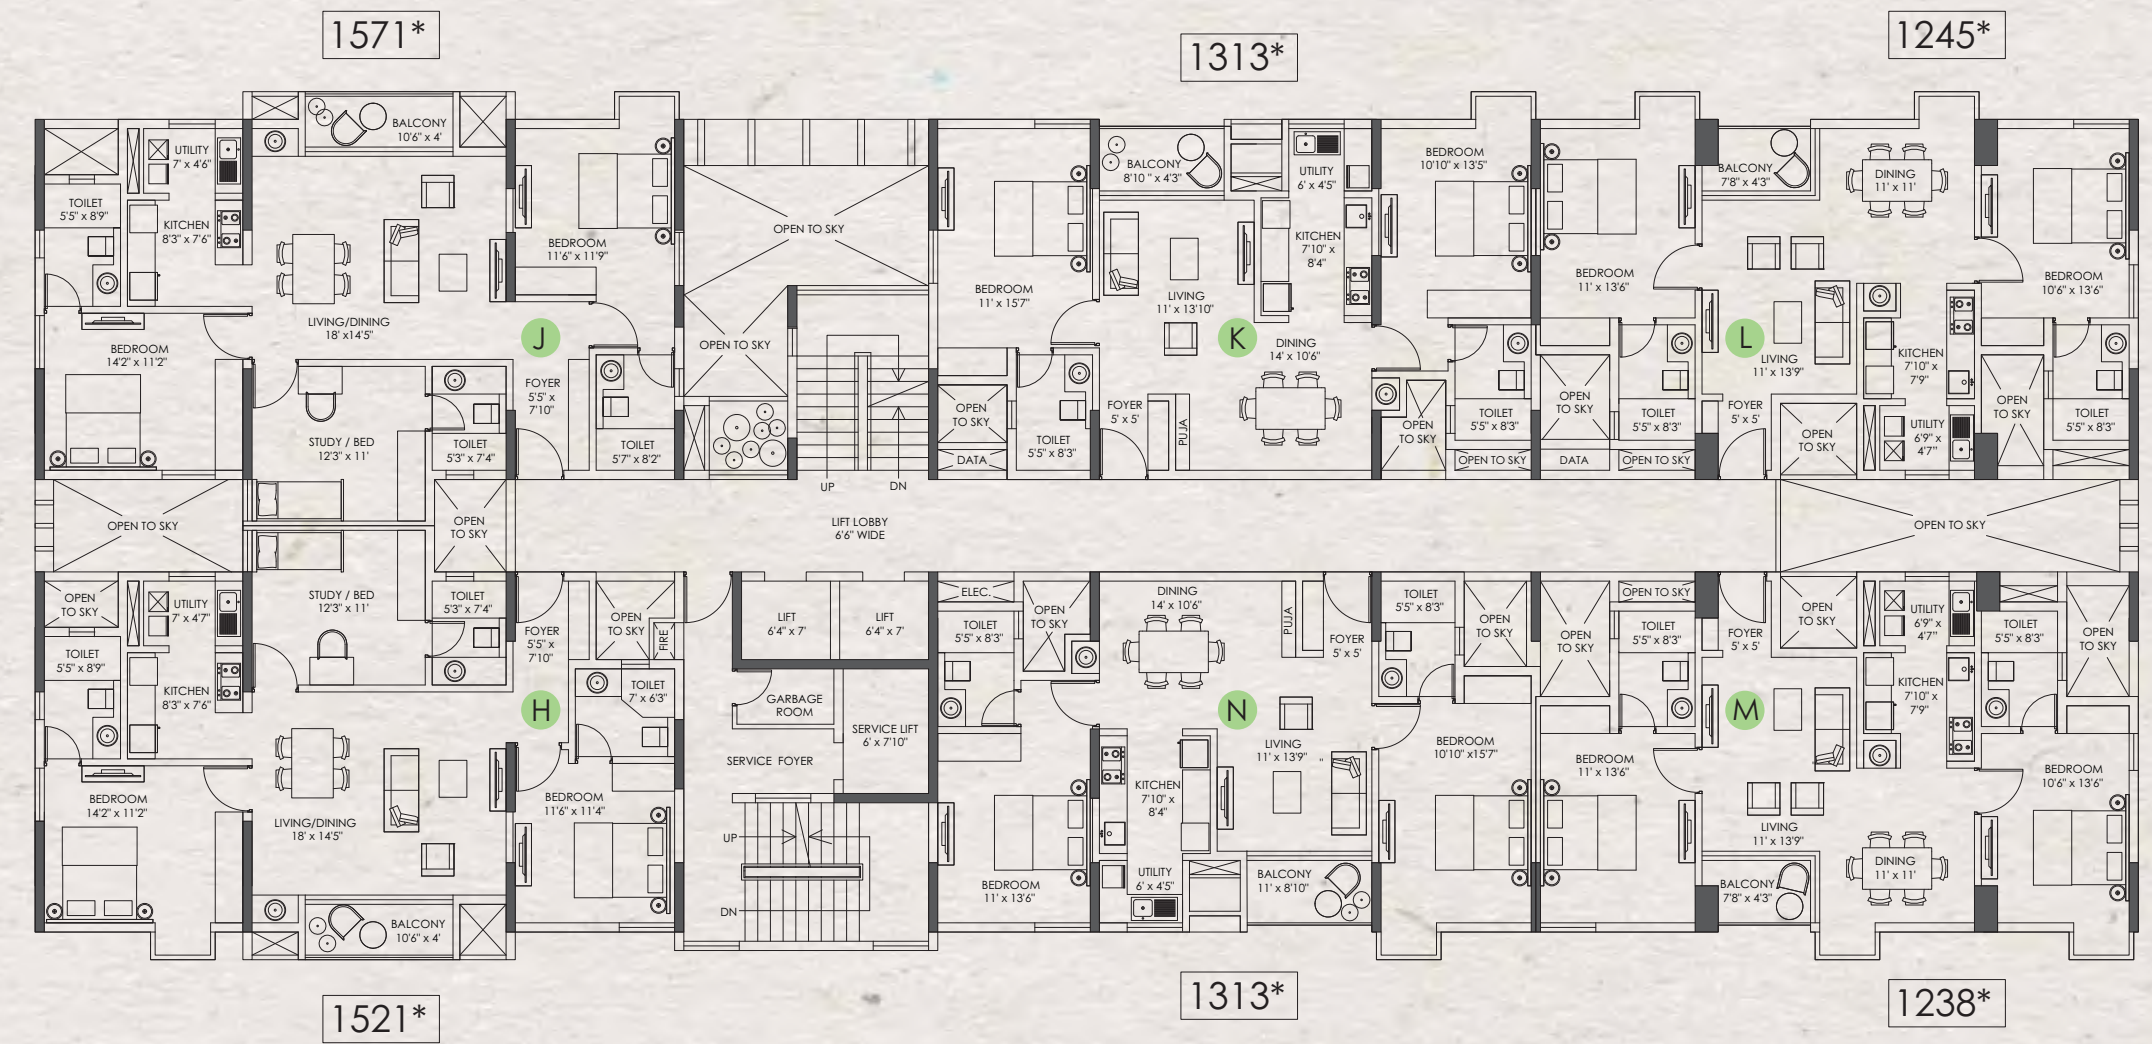 1571*
1313*
1245*
BALCONY
10'6" x 4'
UTILITY
7' x 4'6"
TOILET
5'5" x 8'9"
KITCHEN
8'3" x 7'6"
LIVING/DINING
18' x14'5"
BEDROOM
14'2" x 11'2"
BEDROOM
11'6" x 11'9"
J
FOYER
5'5" x
7'10"
STUDY / BED
12'3" x 11'
TOILET
5'3" x 7'4"
TOILET
5'7" x 8'2"
OPEN TO SKY
OPEN TO SKY
UP
DN
BEDROOM
11' x 15'7"
BALCONY
8'10 " x 4'3"
UTILITY
6' x 4'5"
KITCHEN
7'10" x
8'4"
LIVING
11' x 13'10"
K
DINING
14' x 10'6"
FOYER
5' x 5'
PUJA
OPEN
TO SKY
DATA
TOILET
5'5" x 8'3"
BEDROOM
10'10" x 13'5"
TOILET
5'5" x 8'3"
OPEN
TO SKY
OPEN TO SKY
BEDROOM
11' x 13'6"
BALCONY
7'8" x 4'3"
DINING
11' x 11'
BEDROOM
10'6" x 13'6"
L
LIVING
11' x 13'9"
KITCHEN
7'10" x
7'9"
OPEN
TO SKY
TOILET
5'5" x 8'3"
DATA
OPEN TO SKY
FOYER
5' x 5'
OPEN
TO SKY
UTILITY
6'9" x
4'7"
OPEN
TO SKY
TOILET
5'5" x 8'3"
OPEN TO SKY
OPEN
TO SKY
LIFT LOBBY
6'6" WIDE
OPEN TO SKY
OPEN
TO SKY
UTILITY
7' x 4'7"
TOILET
5'5" x 8'9"
KITCHEN
8'3" x 7'6"
STUDY / BED
12'3" x 11'
TOILET
5'3" x 7'4"
FOYER
5'5" x
7'10"
OPEN
TO SKY
FIRE
H
TOILET
7' x 6'3"
BEDROOM
14'2" x 11'2"
LIVING/DINING
18' x 14'5"
BEDROOM
11'6" x 11'4"
BALCONY
10'6" x 4'
LIFT
6'4" x 7'
LIFT
6'4" x 7'
GARBAGE
ROOM
SERVICE LIFT
6' x 7'10"
SERVICE FOYER
UP
DN
ELEC.
OPEN
TO SKY
TOILET
5'5" x 8'3"
DINING
14' x 10'6"
PUJA
FOYER
5' x 5'
N
LIVING
11' x 13'9"
KITCHEN
7'10" x
8'4"
BEDROOM
11' x 13'6"
UTILITY
6' x 4'5"
BALCONY
11' x 8'10"
TOILET
5'5" x 8'3"
OPEN
TO SKY
BEDROOM
10'10" x15'7"
OPEN
TO SKY
OPEN TO SKY
TOILET
5'5" x 8'3"
FOYER
5' x 5'
OPEN
TO SKY
UTILITY
6'9" x
4'7"
TOILET
5'5" x 8'3"
OPEN
TO SKY
M
KITCHEN
7'10" x
7'9"
BEDROOM
11' x 13'6"
LIVING
11' x 13'9"
BEDROOM
10'6" x 13'6"
BALCONY
7'8" x 4'3"
DINING
11' x 11'
1521*
1313*
1238*